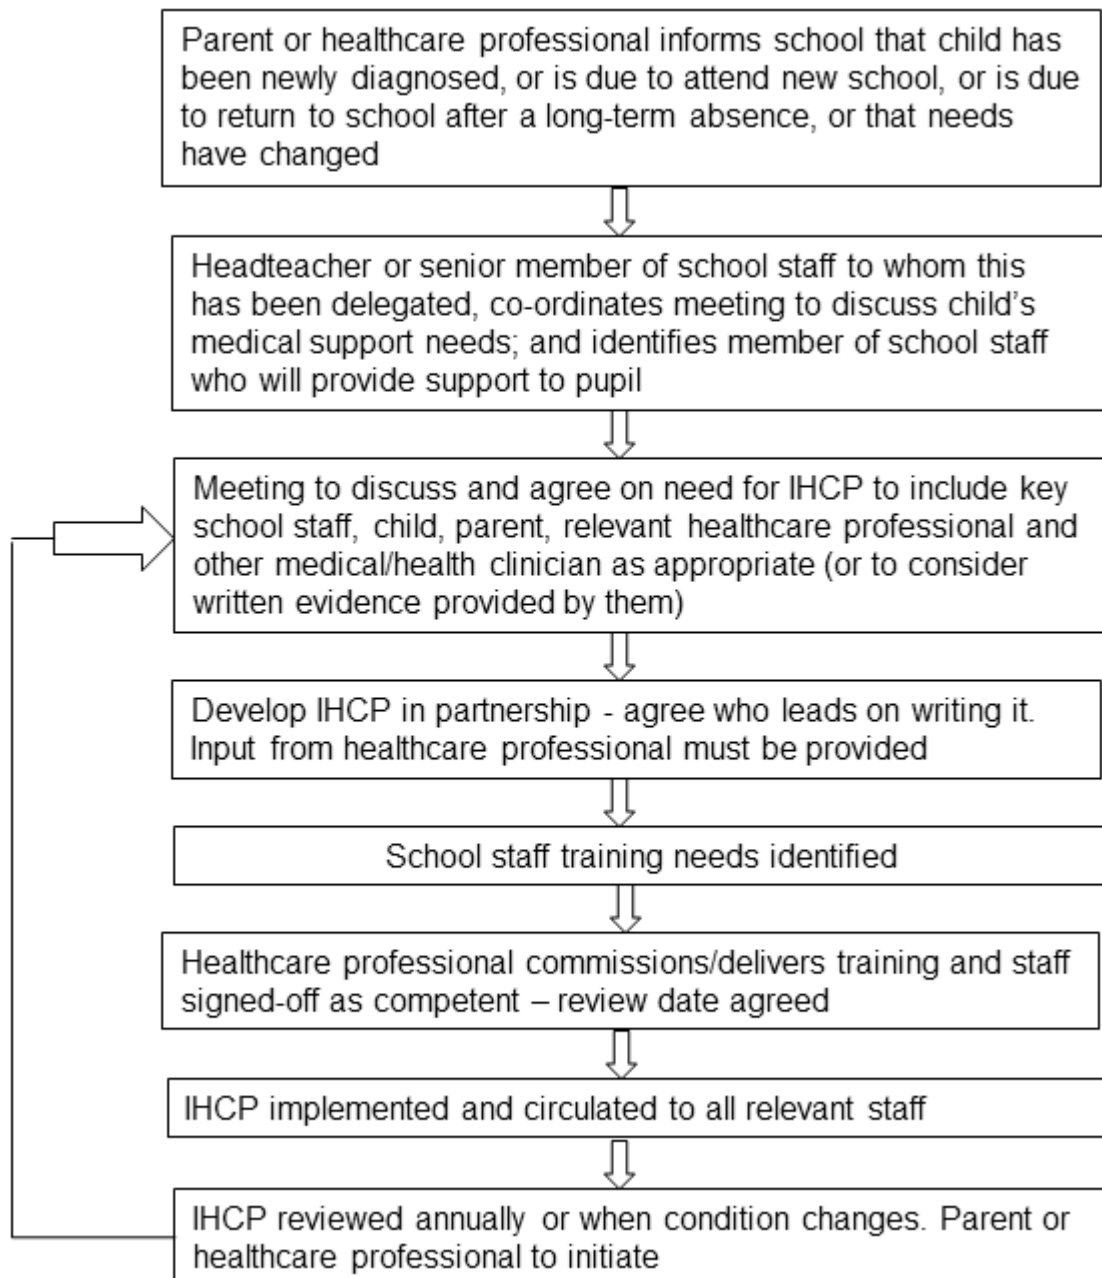 Parent or healthcare professional informs school that child has
been newly diagnosed, or is due to attend new school, or is due
to return to school after a long-term absence, or that needs
have changed
Headteacher or senior member of school staff to whom this
has been delegated, co-ordinates meeting to discuss child's
medical support needs; and identifies member of school staff
who will provide support to pupil
Meeting to discuss and agree on need for IHCP to include key
school staff, child, parent, relevant healthcare professional and
other medical/health clinician as appropriate (or to consider
written evidence provided by them)
Develop IHCP in partnership - agree who leads on writing it.
Input from healthcare professional must be provided
School staff training needs identified
Healthcare professional commissions/delivers training and staff
signed-off as competent – review date agreed
IHCP implemented and circulated to all relevant staff
IHCP reviewed annually or when condition changes. Parent or
healthcare professional to initiate